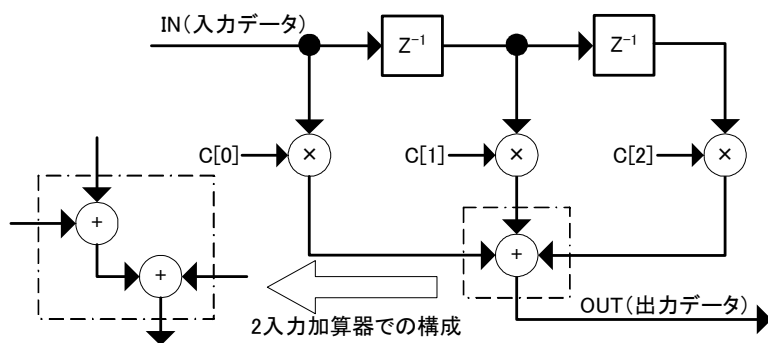 IN(入力データ)
Z⁻¹
Z⁻¹
C[0]
×
C[1]
×
C[2]
×
+
+
+
2入力加算器での構成
OUT(出力データ)